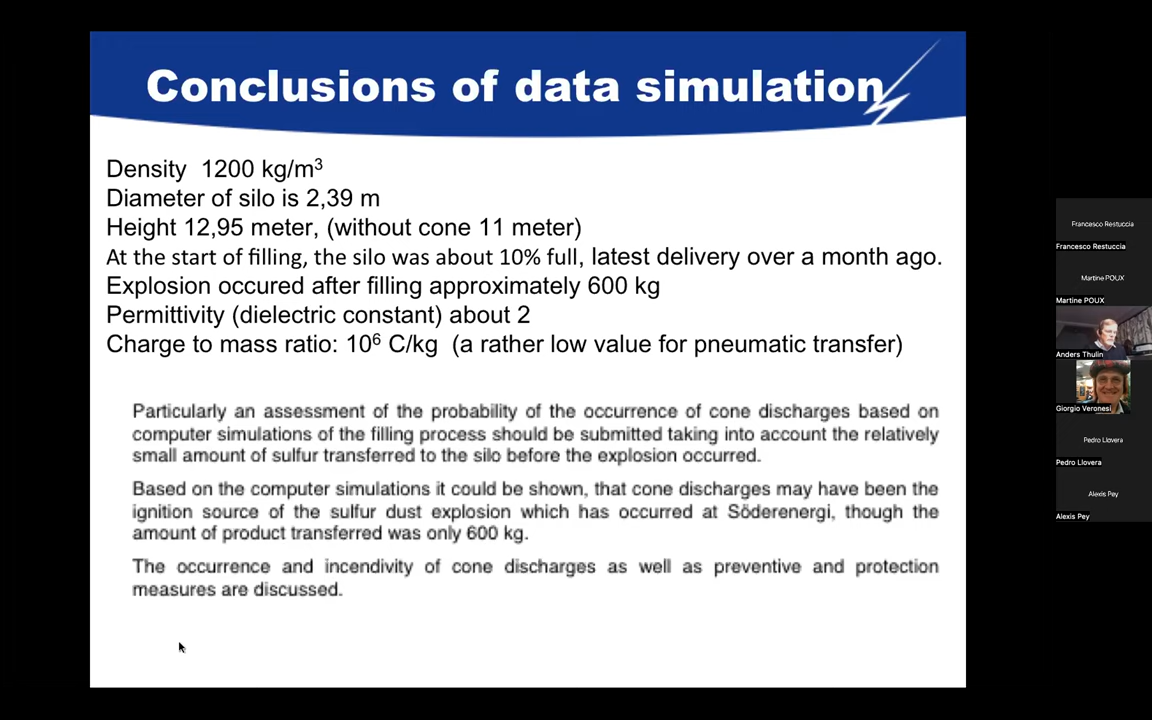 Conclusions of data simulation
Density 1200 kg/m³
Diameter of silo is 2,39 m
Height 12,95 meter, (without cone 11 meter)
At the start of filling, the silo was about 10% full, latest delivery over a month ago.
Explosion occured after filling approximately 600 kg
Permittivity (dielectric constant) about 2
Charge to mass ratio: 10⁶ C/kg (a rather low value for pneumatic transfer)
Particularly an assessment of the probability of the occurrence of cone discharges based on
computer simulations of the filling process should be submitted taking into account the relatively
small amount of sulfur transferred to the silo before the explosion occurred.
Based on the computer simulations it could be shown, that cone discharges may have been the
ignition source of the sulfur dust explosion which has occurred at Söderenergi, though the
amount of product transferred was only 600 kg.
The occurrence and incendivity of cone discharges as well as preventive and protection
measures are discussed.
Francesco Restuccia
Francesco Restuccia
Martine POUX
Martine POUX
Anders Thulin
Giorgio Veronesi
Pedro Llovera
Pedro Llovera
Alexis Pey
Alexis Pey